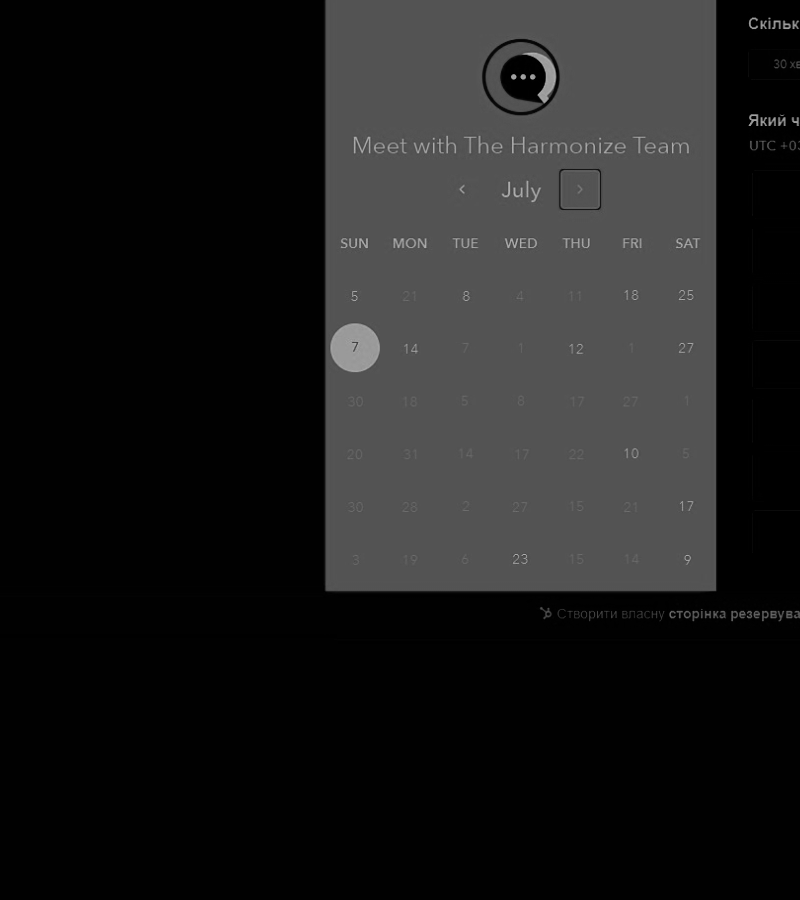 Скільк
30 хв
Meet with The Harmonize Team
Який ч
UTC +03
July
SUN MON TUE WED THU FRI SAT
5 21 8 4 11 18 25
7 14 7 1 12 1 27
30 18 5 8 17 27 1
20 31 14 17 22 10 5
30 28 2 27 15 21 17
3 19 6 23 15 14 9
Створити власну сторінка резервува